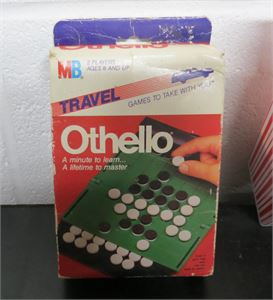 Othello
MB
2 PLAYERS
AGES 8 AND UP
TRAVEL
GAMES TO TAKE WITH YOU
Othello
A minute to learn...
A lifetime to master